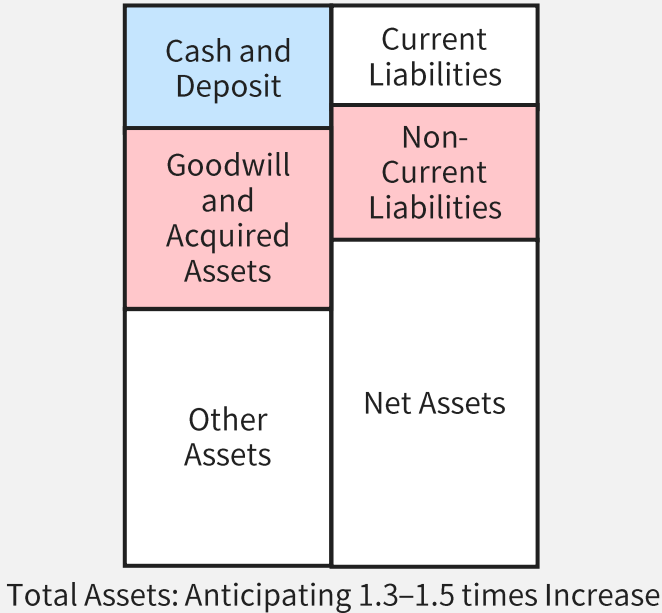 Cash and
Deposit
Goodwill
and
Acquired
Assets
Other
Assets
Current
Liabilities
Non-
Current
Liabilities
Net Assets
Total Assets: Anticipating 1.3–1.5 times Increase